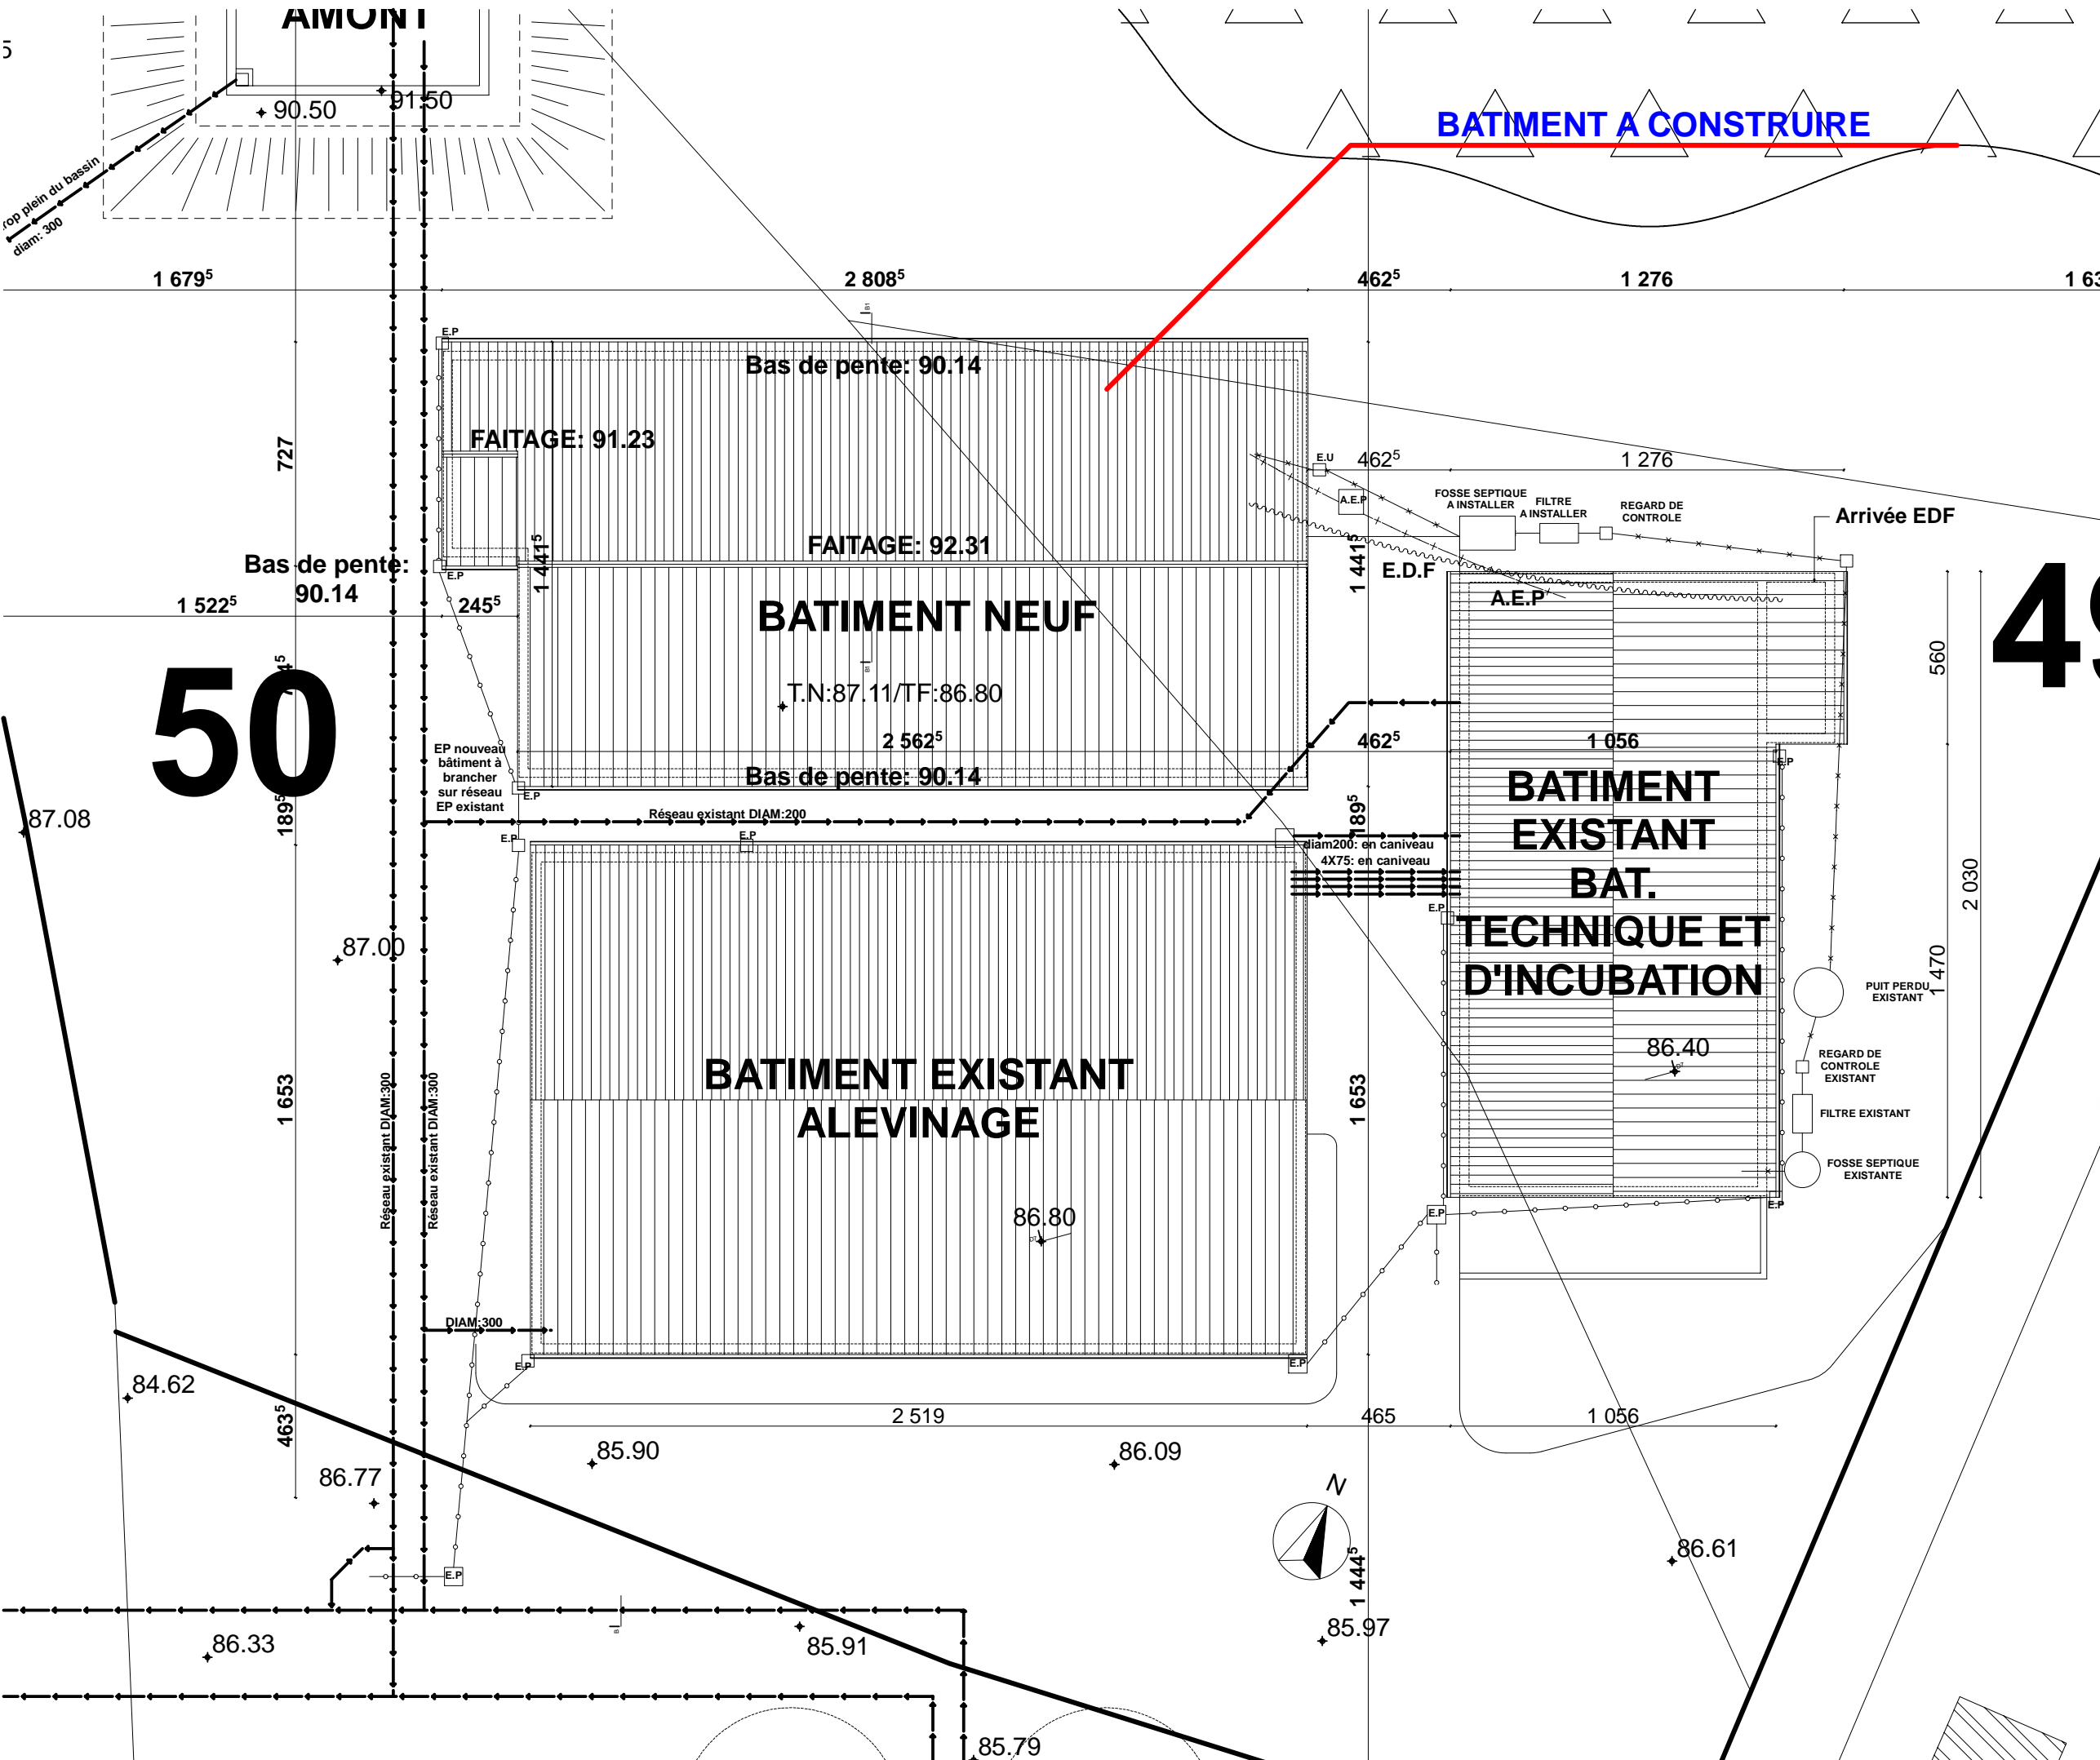 AMONT
5
90.50
91.50
BATIMENT A CONSTRUIRE
trop plein du bassin
diam: 300
1 679⁵
2 808⁵
462⁵
1 276
1 63
E.P
Bas de pente: 90.14
727
FAITAGE: 91.23
462⁵
1 276
E.U
A.E.P
FOSSE SEPTIQUE
A INSTALLER
FILTRE
A INSTALLER
REGARD DE
CONTROLE
Arrivée EDF
FAITAGE: 92.31
1 441⁵
1 441⁵
E.D.F
A.E.P
Bas de pente:
90.14
E.P
1 522⁵
245⁵
BATIMENT NEUF
49
50
560
T.N:87.11/TF:86.80
2 562⁵
462⁵
1 056
EP nouveau
bâtiment à
brancher
sur réseau
EP existant
Bas de pente: 90.14
E.P
E.P
87.08
189⁵
189⁵
Réseau existant DIAM:200
E.P
E.P
diam200: en caniveau
4X75: en caniveau
BATIMENT
EXISTANT
BAT.
TECHNIQUE ET
D'INCUBATION
E.P
2 030
87.00
1 470
PUIT PERDU
EXISTANT
86.40
REGARD DE
CONTROLE
EXISTANT
BATIMENT EXISTANT
ALEVINAGE
1 653
1 653
Réseau existant DIAM:300
Réseau existant DIAM:300
FILTRE EXISTANT
FOSSE SEPTIQUE
EXISTANTE
86.80
E.P
E.P
DIAM:300
E.P
E.P
84.62
463⁵
2 519
465
1 056
85.90
86.09
86.77
N
86.61
E.P
1 444⁵
85.97
86.33
85.91
85.79